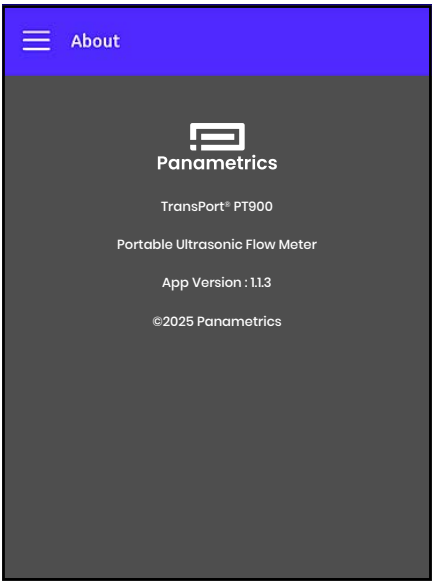 About
Panametrics
TransPort® PT900
Portable Ultrasonic Flow Meter
App Version : 1.1.3
©2025 Panametrics